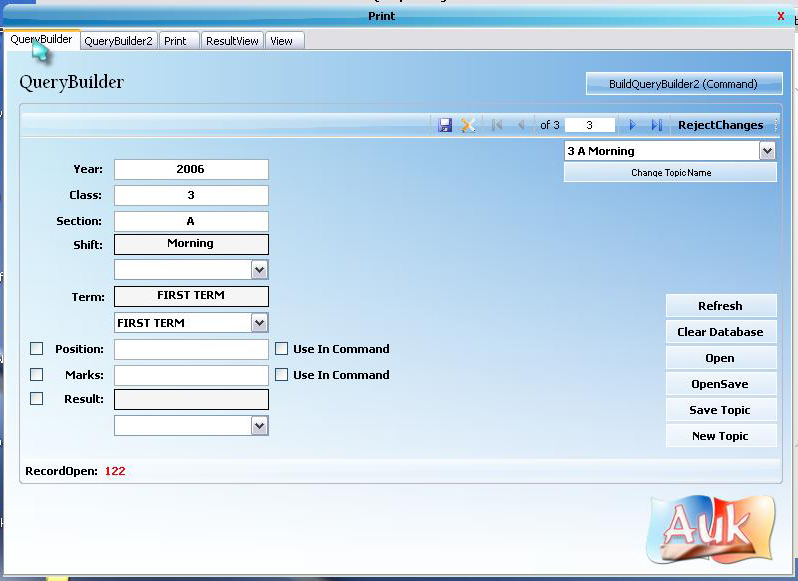 Print
X
QueryBuilder QueryBuilder2 Print ResultView View
QueryBuilder
BuildQueryBuilder2 (Command)
of 3 3 RejectChanges
3 A Morning
Change TopicName
Year: 2006
Class: 3
Section: A
Shift: Morning
Term: FIRST TERM
FIRST TERM
Position: Use In Command
Marks: Use In Command
Result:
Refresh
Clear Database
Open
OpenSave
Save Topic
New Topic
RecordOpen: 122
Auk